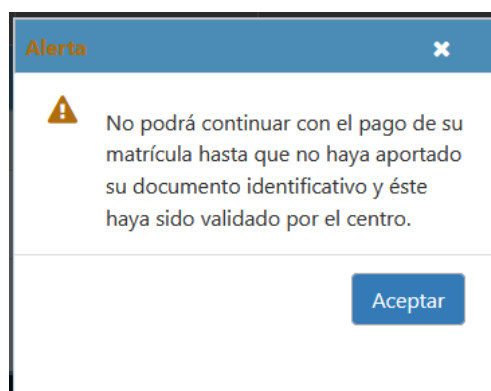 Alerta
No podrá continuar con el pago de su
matrícula hasta que no haya aportado
su documento identificativo y éste
haya sido validado por el centro.
Aceptar